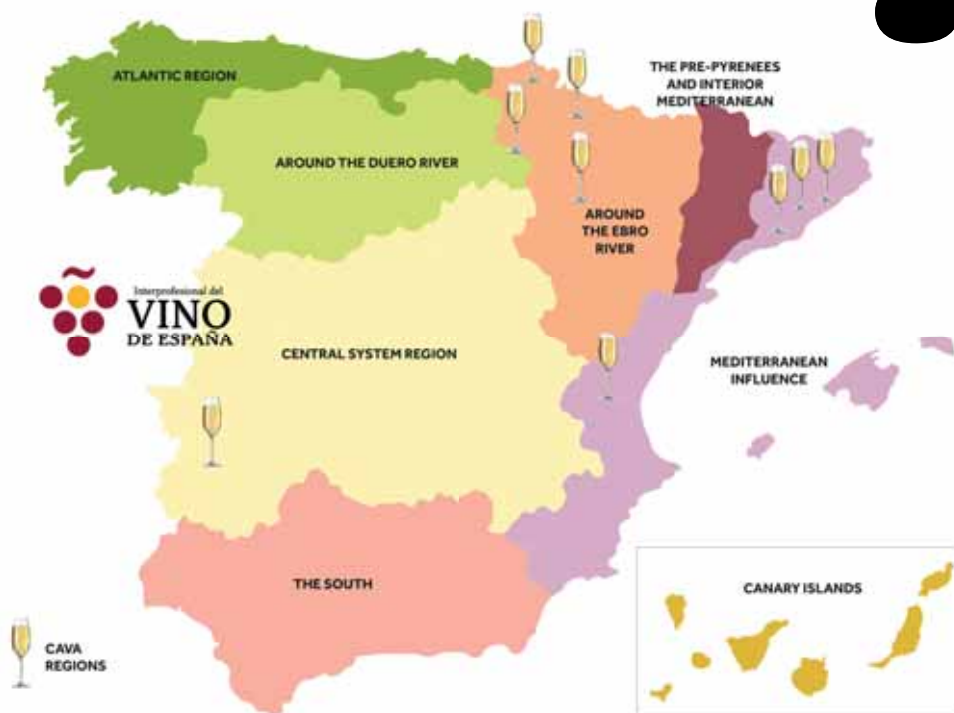 ATLANTIC REGION
THE PRE-PYRENEES
AND INTERIOR
MEDITERRANEAN
AROUND THE DUERO RIVER
AROUND
THE EBRO
RIVER
Interprofesional del
VINO
DE ESPAÑA
CENTRAL SYSTEM REGION
MEDITERRANEAN
INFLUENCE
THE SOUTH
CANARY ISLANDS
CAVA
REGIONS